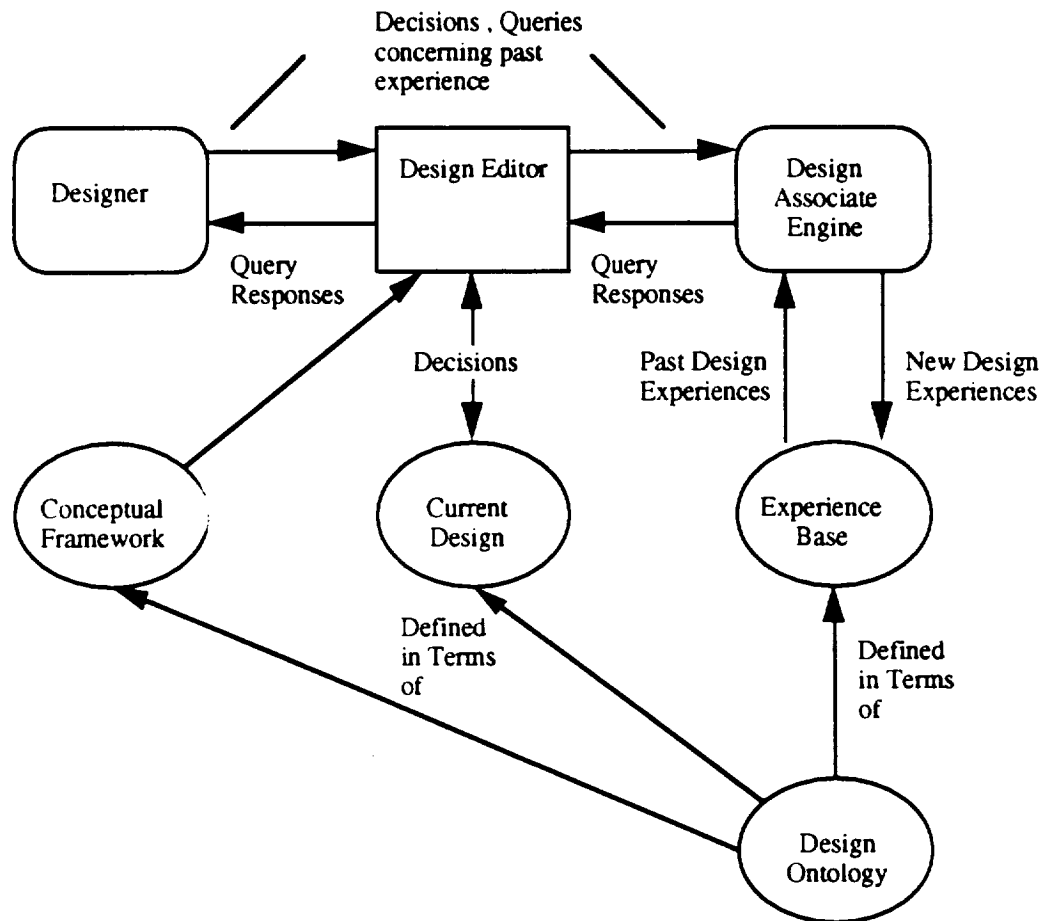 Decisions , Queries
concerning past
experience
Designer
Design Editor
Design
Associate
Engine
Query
Responses
Query
Responses
Decisions
Past Design
Experiences
New Design
Experiences
Conceptual
Framework
Current
Design
Experience
Base
Defined
in Terms
of
Defined
in Terms
of
Design
Ontology